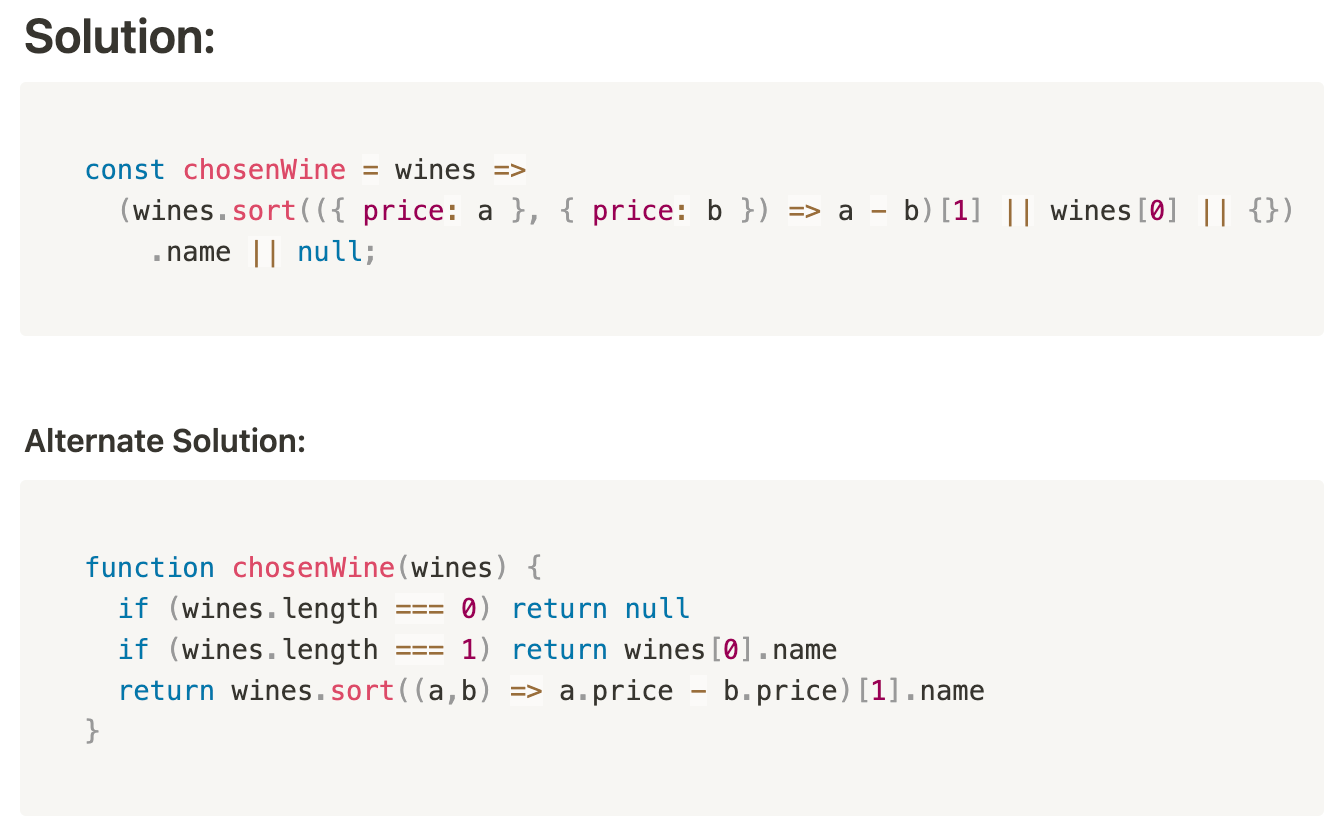 Solution:
const chosenWine = wines =>
  (wines.sort(({ price: a }, { price: b }) => a - b)[1] || wines[0] || {})
    .name || null;
Alternate Solution:
function chosenWine(wines) {
  if (wines.length === 0) return null
  if (wines.length === 1) return wines[0].name
  return wines.sort((a,b) => a.price - b.price)[1].name
}